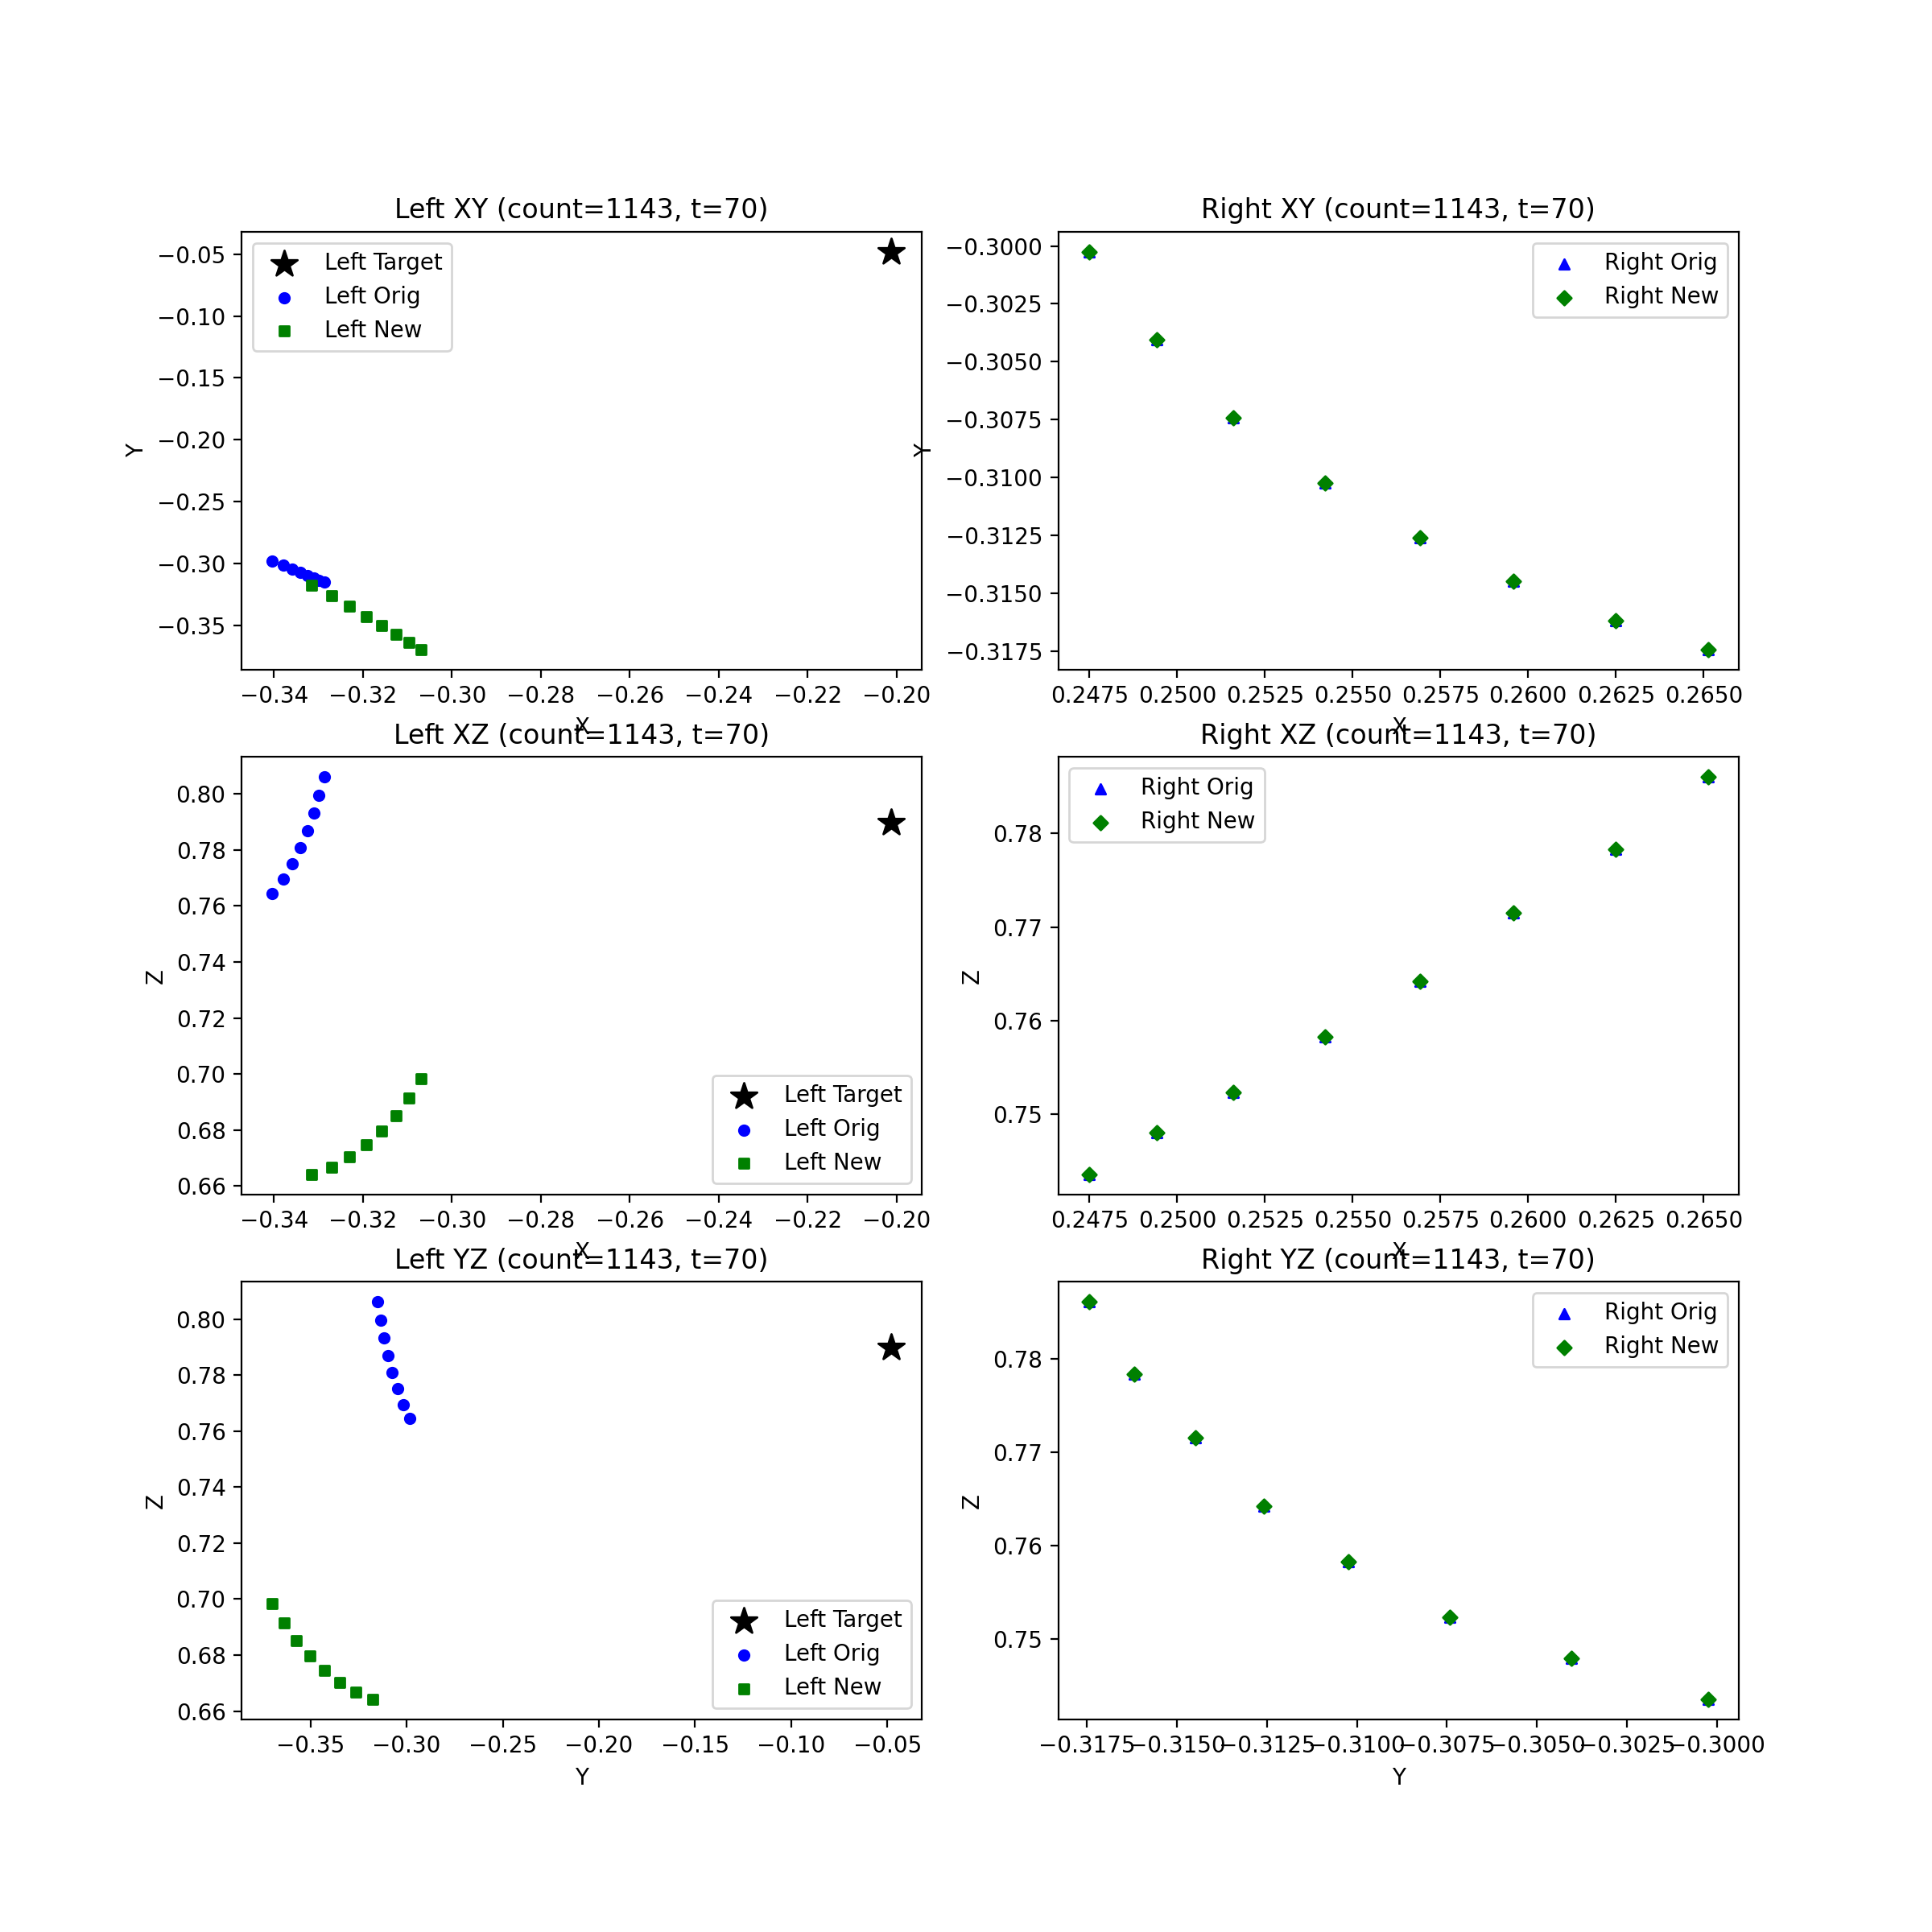 Left XY (count=1143, t=70)
Left Target
Left Orig
Left New
Y
−0.05
−0.10
−0.15
−0.20
−0.25
−0.30
−0.35
−0.34 −0.32 −0.30 −0.28 −0.26 −0.24 −0.22 −0.20
X
Right XY (count=1143, t=70)
Right Orig
Right New
Y
−0.3000
−0.3025
−0.3050
−0.3075
−0.3100
−0.3125
−0.3150
−0.3175
0.2475 0.2500 0.2525 0.2550 0.2575 0.2600 0.2625 0.2650
X
Left XZ (count=1143, t=70)
Z
0.80
0.78
0.76
0.74
0.72
0.70
0.68
0.66
Left Target
Left Orig
Left New
−0.34 −0.32 −0.30 −0.28 −0.26 −0.24 −0.22 −0.20
X
Right XZ (count=1143, t=70)
Right Orig
Right New
Z
0.78
0.77
0.76
0.75
0.2475 0.2500 0.2525 0.2550 0.2575 0.2600 0.2625 0.2650
X
Left YZ (count=1143, t=70)
Z
0.80
0.78
0.76
0.74
0.72
0.70
0.68
0.66
Left Target
Left Orig
Left New
−0.35 −0.30 −0.25 −0.20 −0.15 −0.10 −0.05
Y
Right YZ (count=1143, t=70)
Right Orig
Right New
Z
0.78
0.77
0.76
0.75
−0.3175 −0.3150 −0.3125 −0.3100 −0.3075 −0.3050 −0.3025 −0.3000
Y